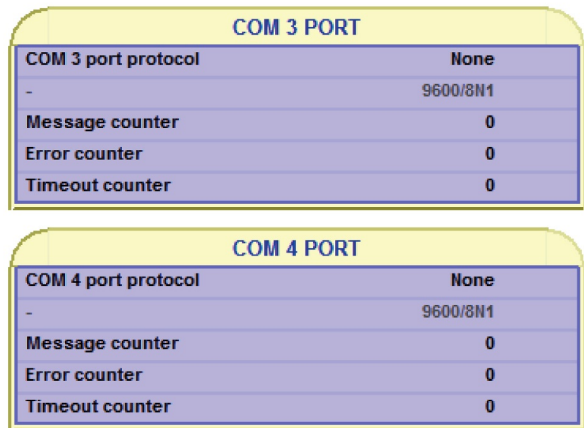 COM 3 PORT
COM 3 port protocol None
- 9600/8N1
Message counter 0
Error counter 0
Timeout counter 0
COM 4 PORT
COM 4 port protocol None
- 9600/8N1
Message counter 0
Error counter 0
Timeout counter 0